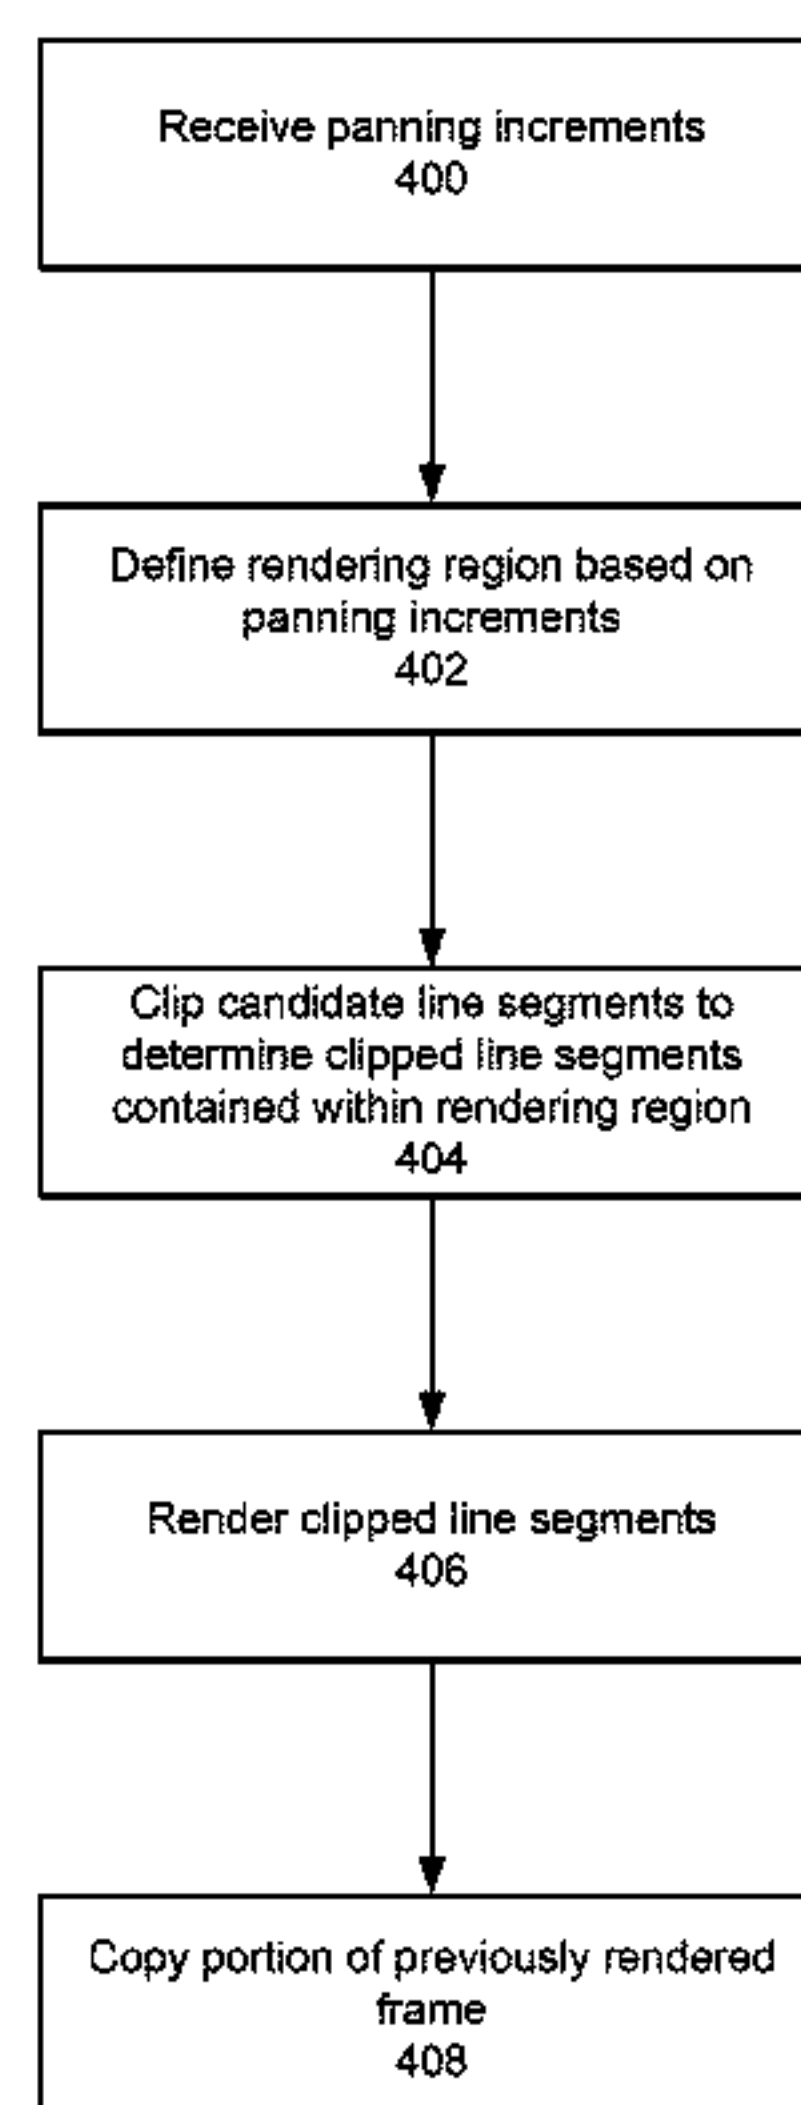 Receive panning increments
400
Define rendering region based on
panning increments
402
Clip candidate line segments to
determine clipped line segments
contained within rendering region
404
Render clipped line segments
406
Copy portion of previously rendered
frame
408